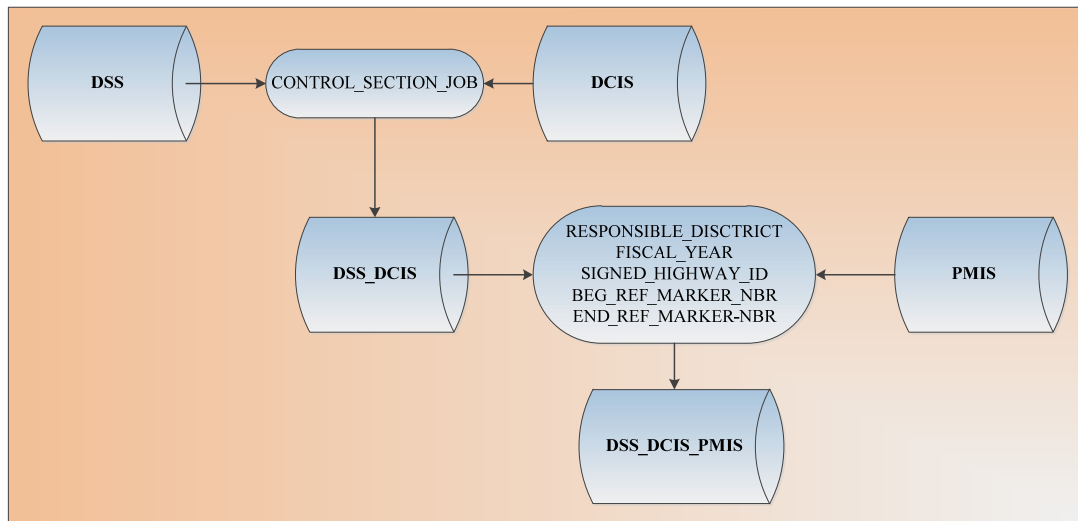 DSS
CONTROL_SECTION_JOB
DCIS
DSS_DCIS
RESPONSIBLE_DISCTRICT
FISCAL_YEAR
SIGNED_HIGHWAY_ID
BEG_REF_MARKER_NBR
END_REF_MARKER-NBR
PMIS
DSS_DCIS_PMIS